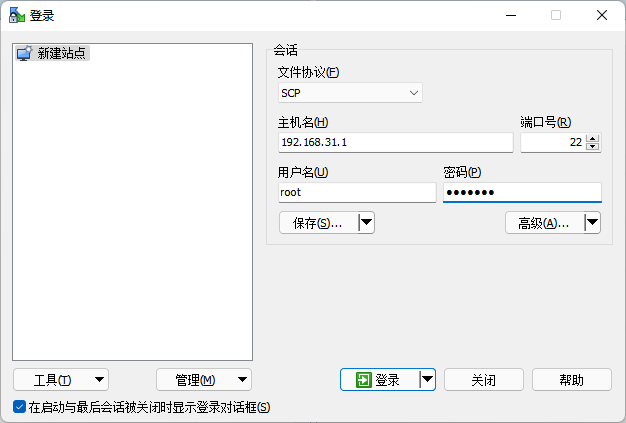 登录
新建站点
会话
文件协议(F)
SCP
主机名(H) 端口号(R)
192.168.31.1 22
用户名(U) 密码(P)
root ●●●●●●●
保存(S)... 高级(A)...
工具(T) 管理(M) 登录 关闭 帮助
在启动与最后会话被关闭时显示登录对话框(S)